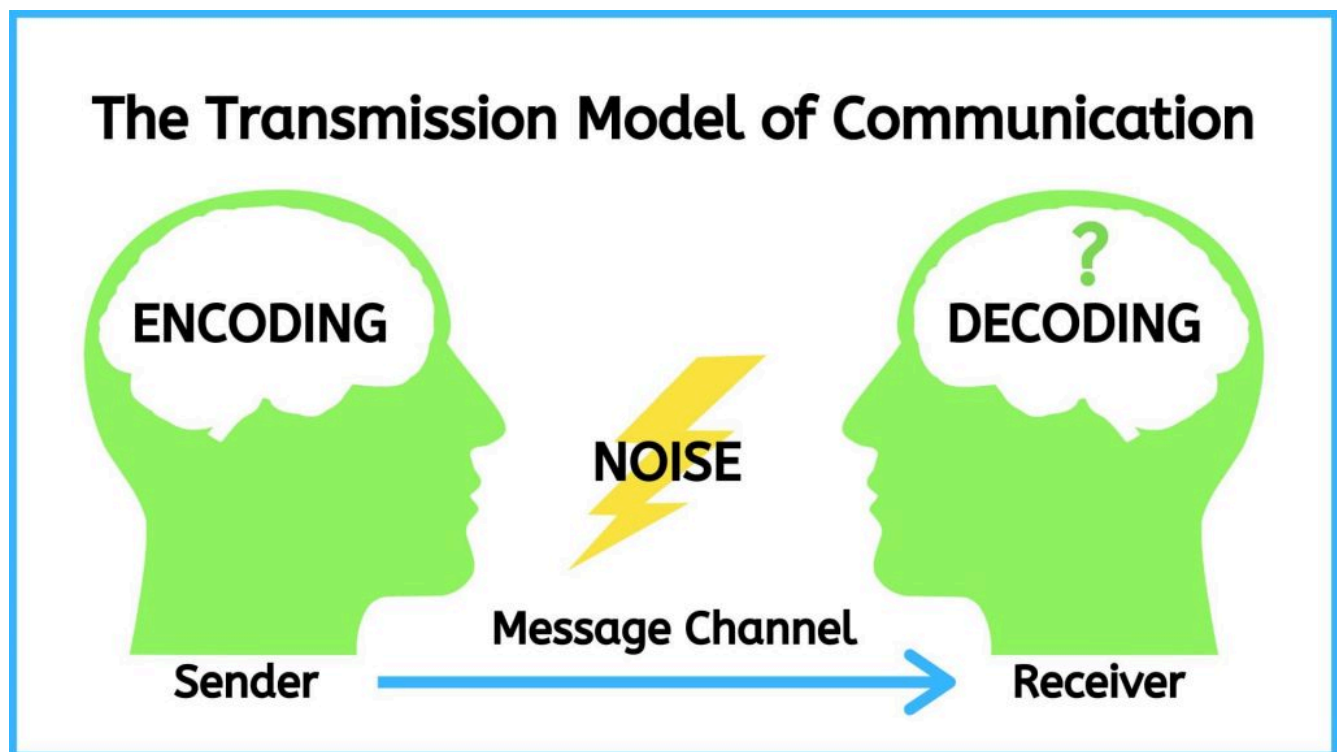 The Transmission Model of Communication
?
ENCODING
DECODING
NOISE
Message Channel
Sender
Receiver